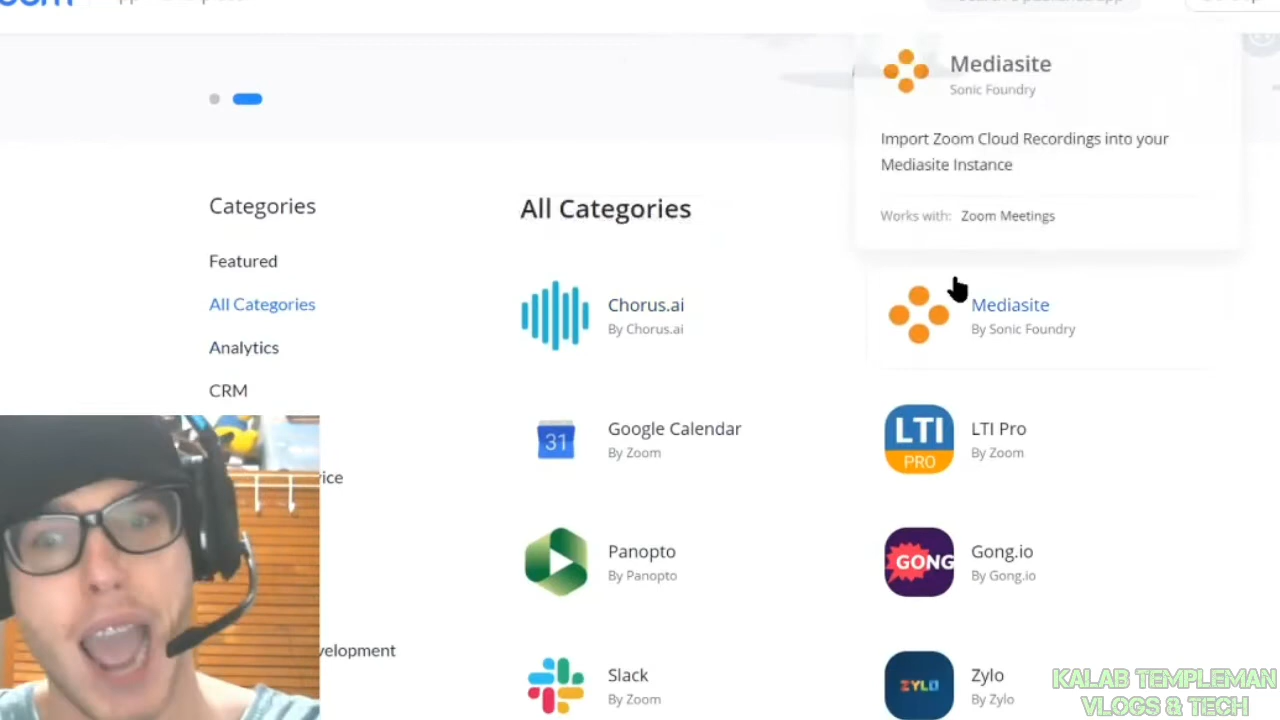 Mediasite
Sonic Foundry
Import Zoom Cloud Recordings into your
Mediasite Instance
Works with: Zoom Meetings
Categories
Featured
All Categories
Analytics
CRM
All Categories
Chorus.ai
By Chorus.ai
Mediasite
By Sonic Foundry
Google Calendar
By Zoom
31
LTI Pro
By Zoom
LTI
PRO
Panopto
By Panopto
Gong.io
By Gong.io
GONG
Slack
By Zoom
Zylo
By Zylo
ZYLO
KALAB TEMPLEMAN
VLOGS & TECH